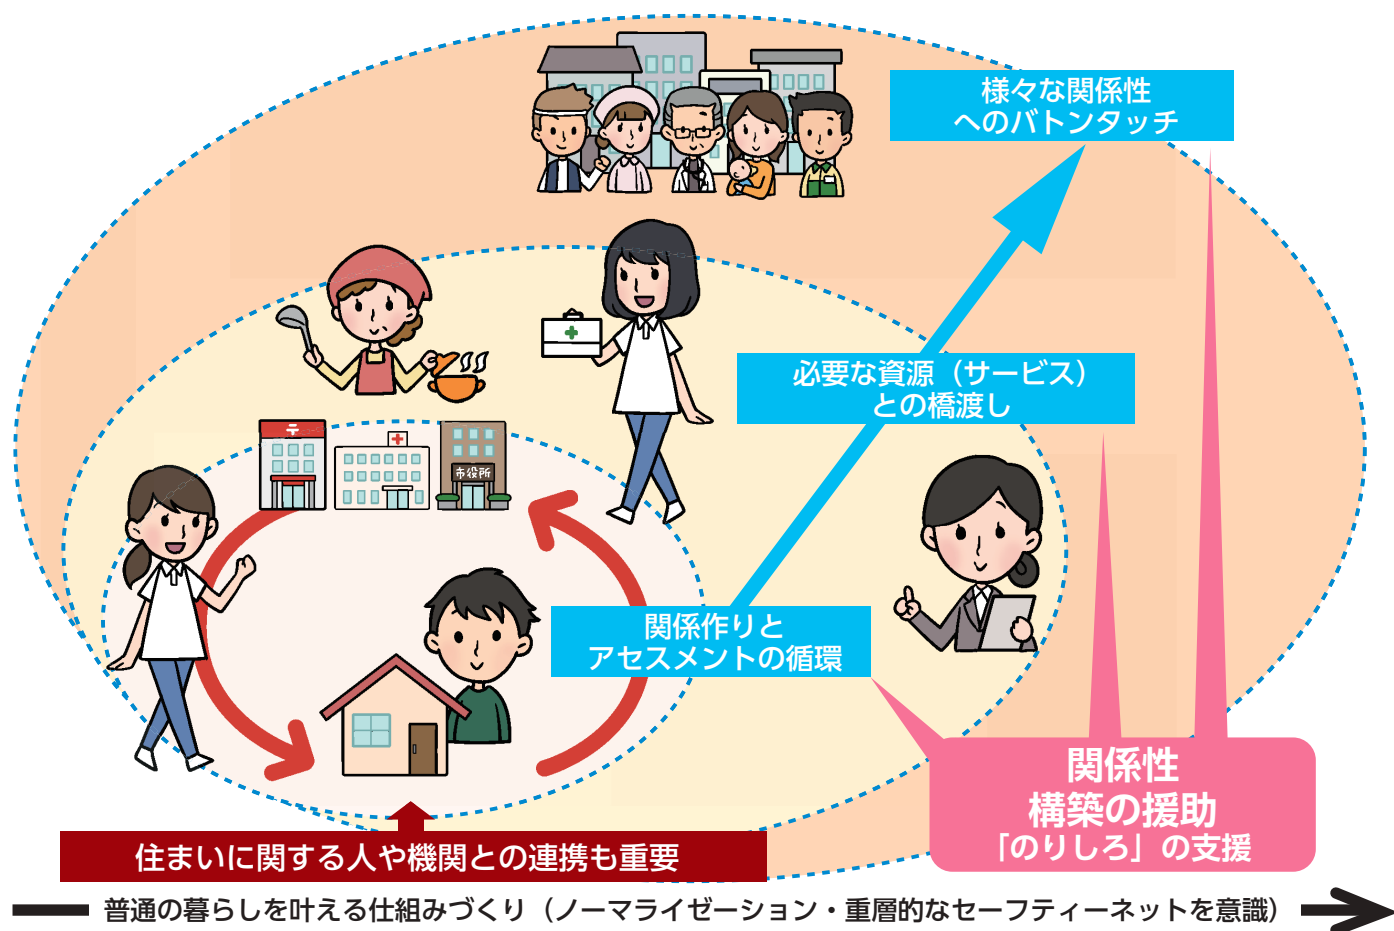 様々な関係性
へのバトンタッチ
必要な資源（サービス）
との橋渡し
市役所
関係作りと
アセスメントの循環
関係性
構築の援助
「のりしろ」の支援
住まいに関する人や機関との連携も重要
普通の暮らしを叶える仕組みづくり（ノーマライゼーション・重層的なセーフティーネットを意識）